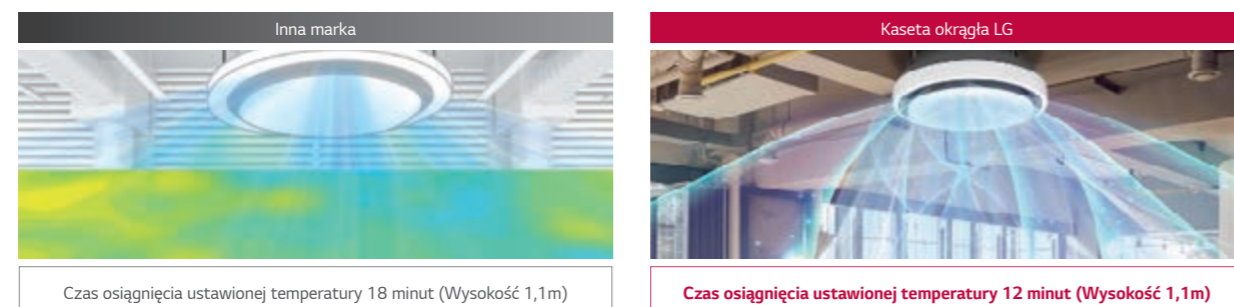 Inna marka
Kaseta okrągła LG
Czas osiągnięcia ustawionej temperatury 18 minut (Wysokość 1,1m)
Czas osiągnięcia ustawionej temperatury 12 minut (Wysokość 1,1m)